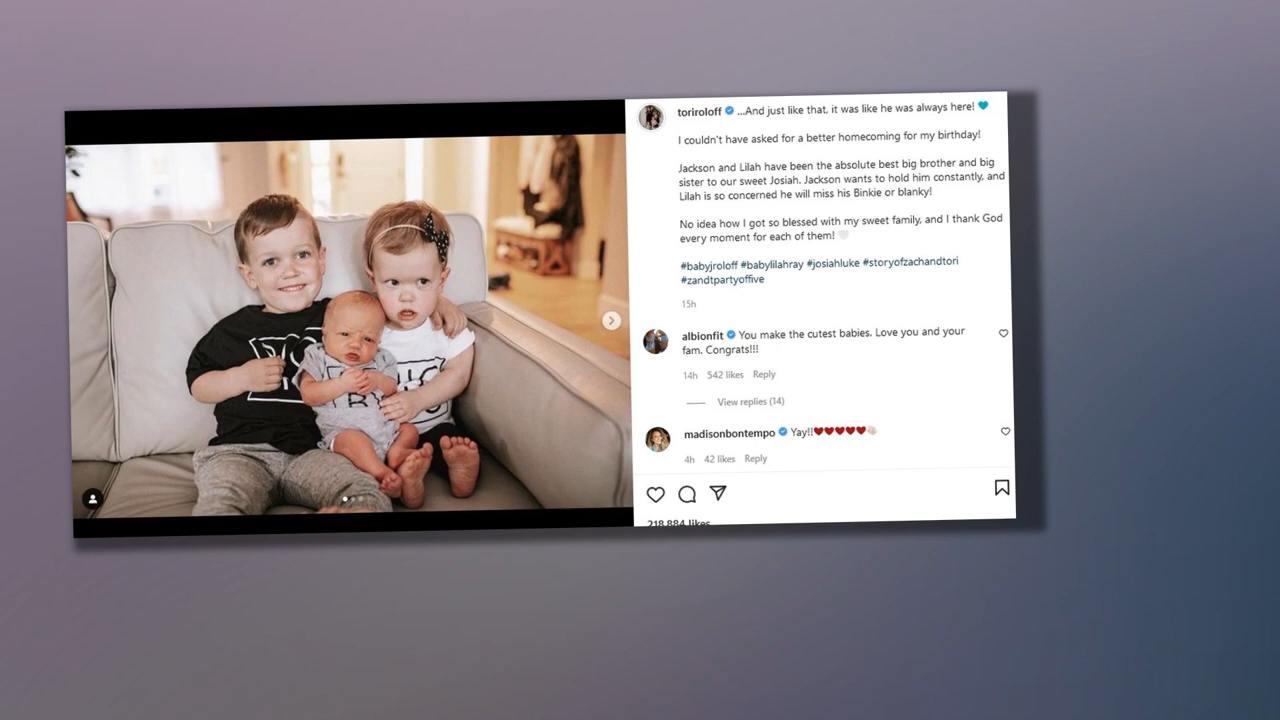 toriroloff ...And just like that, it was like he was always here! 🩵
I couldn't have asked for a better homecoming for my birthday!
Jackson and Lilah have been the absolute best big brother and big
sister to our sweet Josiah. Jackson wants to hold him constantly, and
Lilah is so concerned he will miss his Binkie or blanky!
No idea how I got so blessed with my sweet family, and I thank God
every moment for each of them! 🤍
#babyjroloff #babylilahray #josiahluke #storyofzachandtori
#zandtpartyoffive
15h
albionfit You make the cutest babies. Love you and your
fam. Congrats!!!
14h 542 likes Reply
View replies (14)
madisonbontempo Yay!!❤️❤️❤️❤️❤️👏🏻
4h 42 likes Reply
218,884 likes